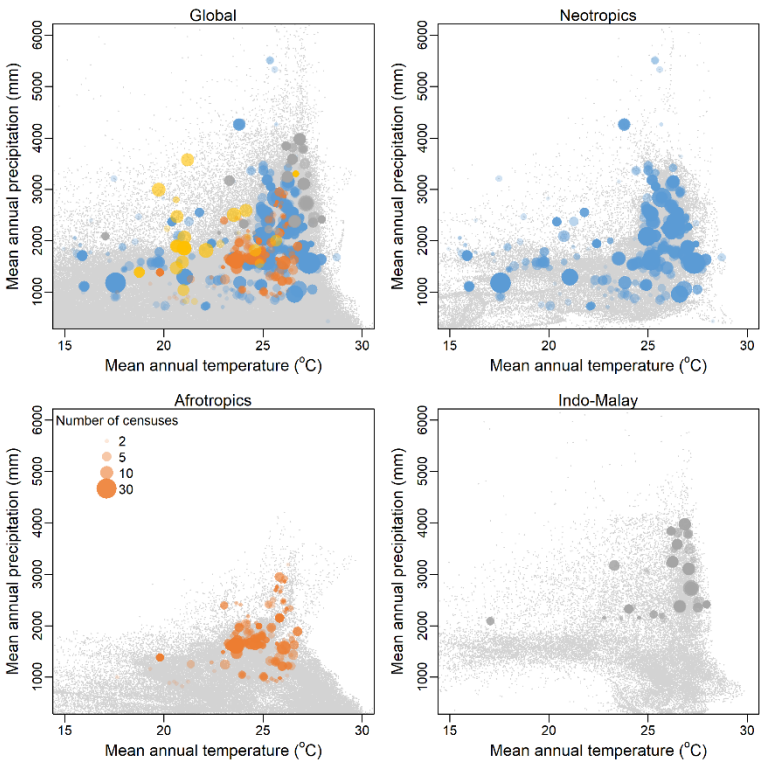 Global
Mean annual precipitation (mm)
6000
5000
4000
3000
2000
1000
15 20 25 30
Mean annual temperature (°C)
Neotropics
Mean annual precipitation (mm)
6000
5000
4000
3000
2000
1000
15 20 25 30
Mean annual temperature (°C)
Afrotropics
Number of censuses
2
5
10
30
Mean annual precipitation (mm)
6000
5000
4000
3000
2000
1000
15 20 25 30
Mean annual temperature (°C)
Indo-Malay
Mean annual precipitation (mm)
6000
5000
4000
3000
2000
1000
15 20 25 30
Mean annual temperature (°C)